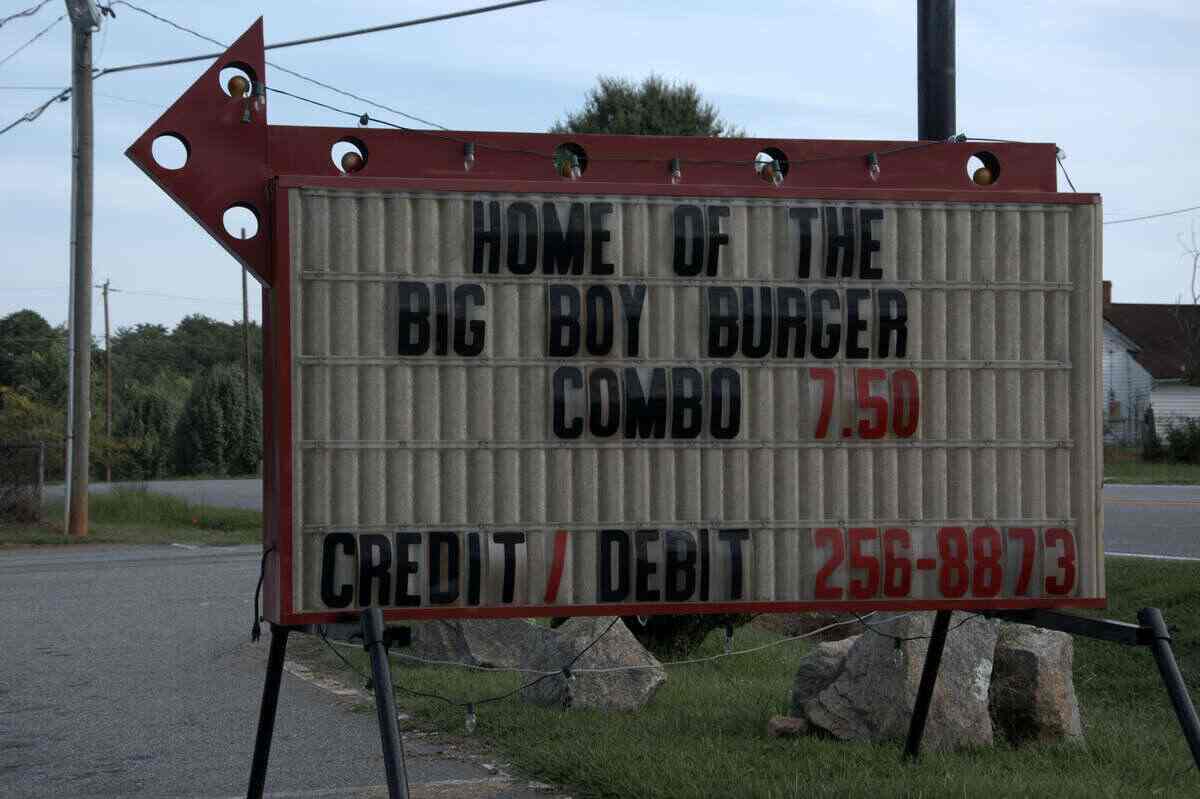 HOME OF THE
BIG BOY BURGER
COMBO 7.50
CREDIT/ DEBIT 256-8873